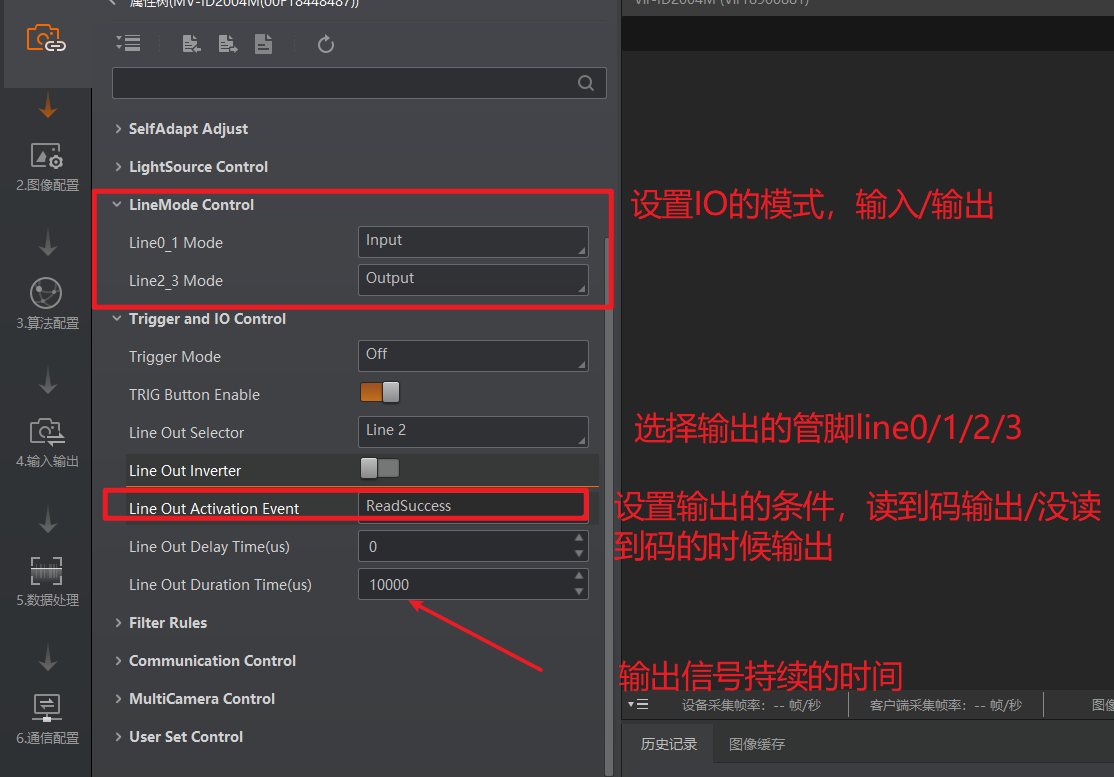 属性树(MV-ID2004M(00F18448487))
SelfAdapt Adjust
LightSource Control
LineMode Control
Line0_1 Mode
Input
Line2_3 Mode
Output
Trigger and IO Control
Trigger Mode
Off
TRIG Button Enable
Line Out Selector
Line 2
Line Out Inverter
Line Out Activation Event
ReadSuccess
Line Out Delay Time(us)
0
Line Out Duration Time(us)
10000
Filter Rules
Communication Control
MultiCamera Control
User Set Control
2.图像配置
3.算法配置
4.输入输出
5.数据处理
6.通信配置
设置IO的模式，输入/输出
选择输出的管脚line0/1/2/3
设置输出的条件，读到码输出/没读
到码的时候输出
输出信号持续的时间
设备采集帧率：-- 帧/秒
客户端采集帧率：-- 帧/秒
图像
历史记录
图像缓存